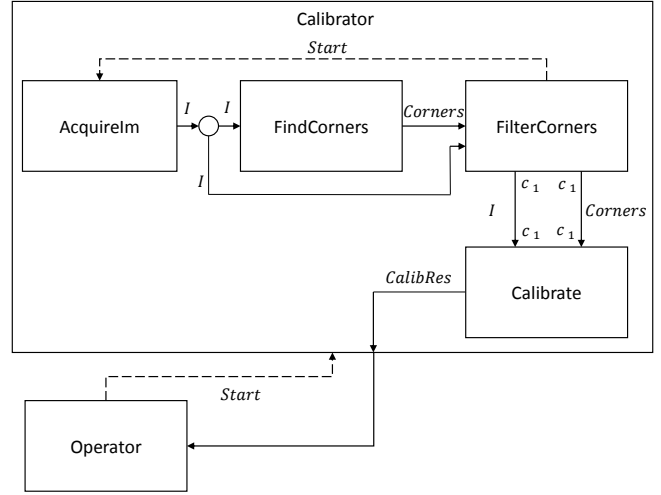 Calibrator
Start
AcquireIm
I
I
FindCorners
Corners
FilterCorners
I
c 1
c 1
I
Corners
c 1
c 1
CalibRes
Calibrate
Start
Operator